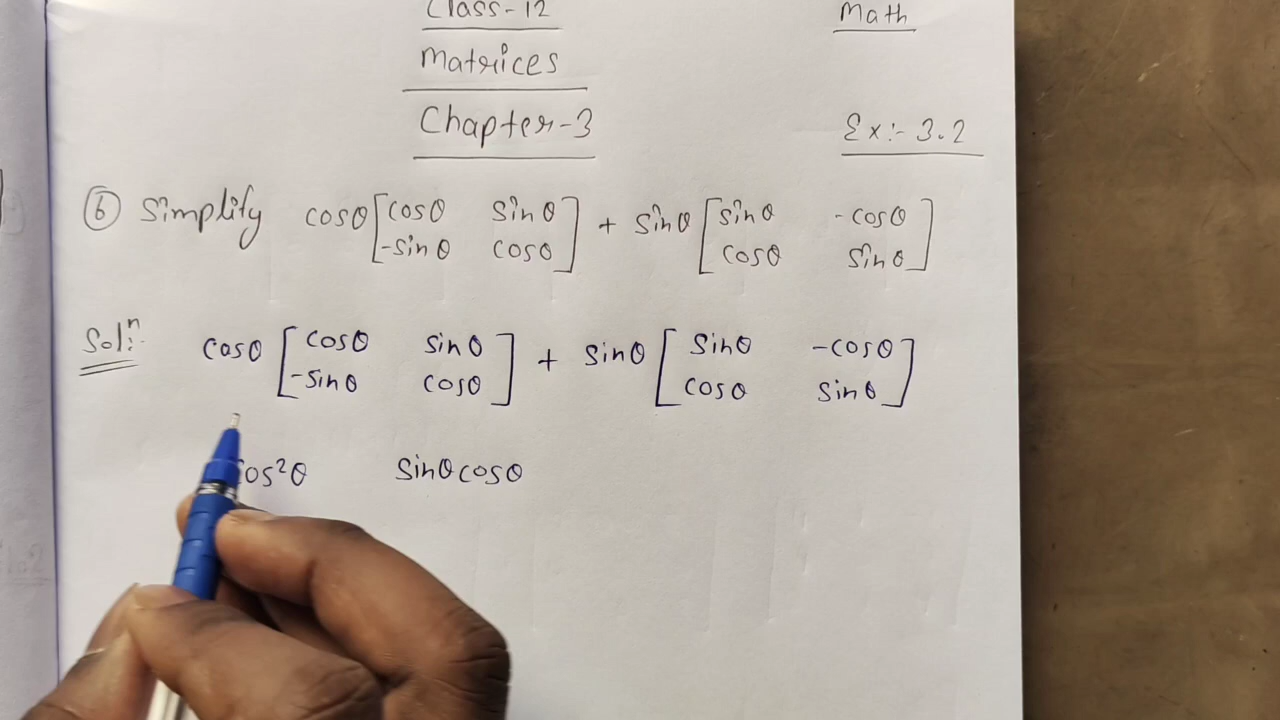 Class-12 Math
Matrices
Chapter-3 Ex:- 3.2
⑥ Simplify cosθ [cosθ sinθ] + sinθ [sinθ -cosθ]
[-sinθ cosθ] [cosθ sinθ]
Solⁿ:- cosθ [cosθ sinθ] + sinθ [sinθ -cosθ]
[-sinθ cosθ] [cosθ sinθ]
cos²θ sinθcosθ